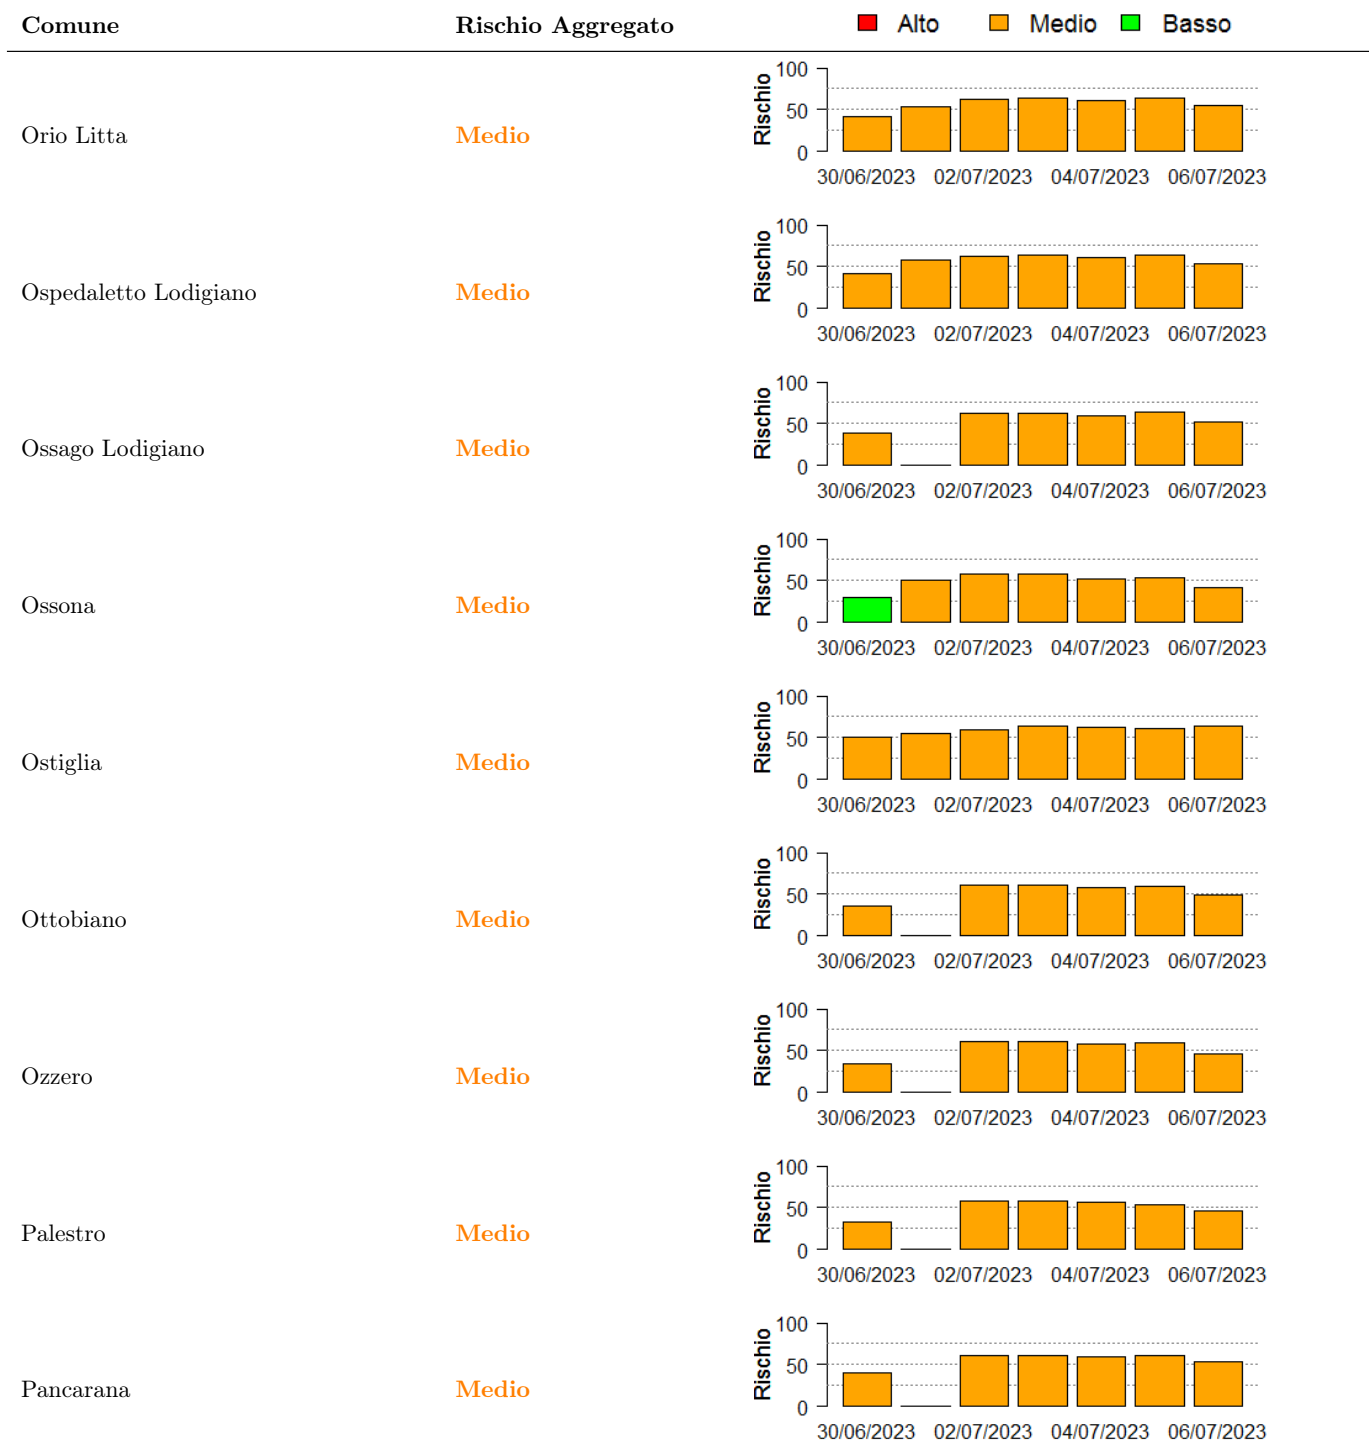 Comune Rischio Aggregato Alto Medio Basso
100
50
0
Rischio
Orio Litta Medio
30/06/2023 02/07/2023 04/07/2023 06/07/2023
100
50
0
Rischio
Ospedaletto Lodigiano Medio
30/06/2023 02/07/2023 04/07/2023 06/07/2023
100
50
0
Rischio
Ossago Lodigiano Medio
30/06/2023 02/07/2023 04/07/2023 06/07/2023
100
50
0
Rischio
Ossona Medio
30/06/2023 02/07/2023 04/07/2023 06/07/2023
100
50
0
Rischio
Ostiglia Medio
30/06/2023 02/07/2023 04/07/2023 06/07/2023
100
50
0
Rischio
Ottobiano Medio
30/06/2023 02/07/2023 04/07/2023 06/07/2023
100
50
0
Rischio
Ozzero Medio
30/06/2023 02/07/2023 04/07/2023 06/07/2023
100
50
0
Rischio
Palestro Medio
30/06/2023 02/07/2023 04/07/2023 06/07/2023
100
50
0
Rischio
Pancarana Medio
30/06/2023 02/07/2023 04/07/2023 06/07/2023